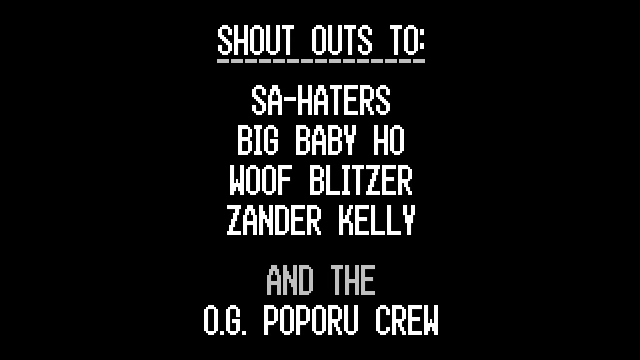 SHOUT OUTS TO:
SA-HATERS
BIG BABY HO
WOOF BLITZER
ZANDER KELLY
AND THE
O.G. POPORU CREW